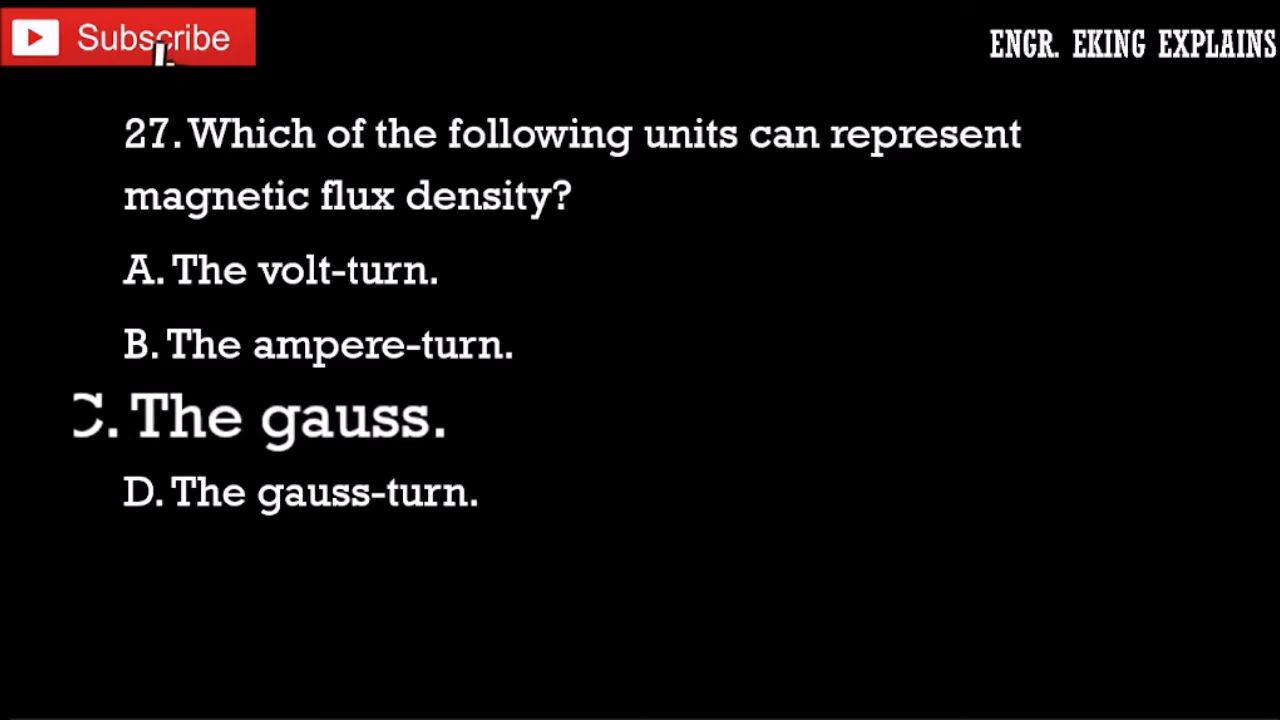 Subscribe
ENGR. EKING EXPLAINS
27. Which of the following units can represent
magnetic flux density?
A. The volt-turn.
B. The ampere-turn.
C. The gauss.
D. The gauss-turn.